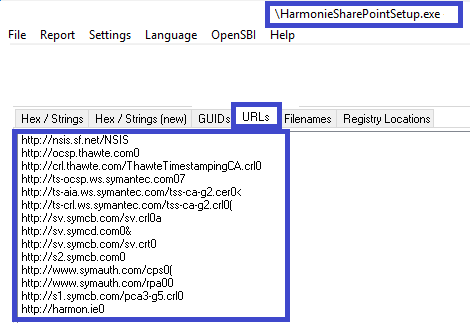 \HarmonieSharePointSetup.exe
File Report Settings Language OpenSBI Help
Hex / Strings Hex / Strings (new) GUIDs URLs Filenames Registry Locations
http://nsis.sf.net/NSIS
http://ocsp.thawte.com0
http://crl.thawte.com/ThawteTimestampingCA.crl0
http://ts-ocsp.ws.symantec.com07
http://ts-aia.ws.symantec.com/tss-ca-g2.cer0<
http://ts-crl.ws.symantec.com/tss-ca-g2.crl0(
http://sv.symcb.com/sv.crl0a
http://sv.symcd.com0&
http://sv.symcb.com/sv.crt0
http://s2.symcb.com0
http://www.symauth.com/cps0(
http://www.symauth.com/rpa00
http://s1.symcb.com/pca3-g5.crl0
http://harmon.ie0